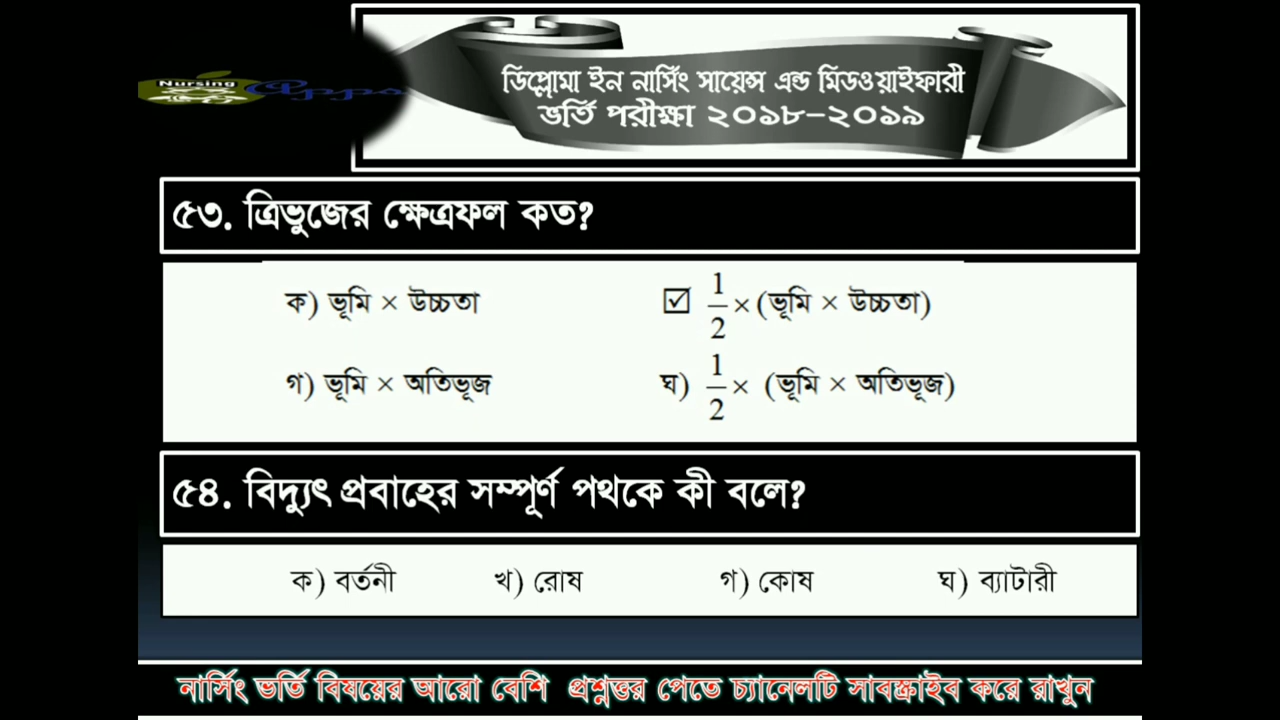 Nursing Apps
ডিপ্লোমা ইন নার্সিং সায়েন্স এন্ড মিডওয়াইফারী
ভর্তি পরীক্ষা ২০১৮-২০১৯
৫৩. ত্রিভুজের ক্ষেত্রফল কত?
ক) ভূমি × উচ্চতা ☑ 1/2 × (ভূমি × উচ্চতা)
গ) ভূমি × অতিভূজ ঘ) 1/2 × (ভূমি × অতিভূজ)
৫৪. বিদ্যুৎ প্রবাহের সম্পূর্ণ পথকে কী বলে?
ক) বর্তনী খ) রোষ গ) কোষ ঘ) ব্যাটারী
নার্সিং ভর্তি বিষয়ের আরো বেশি প্রশ্নত্তর পেতে চ্যানেলটি সাবস্ক্রাইব করে রাখুন